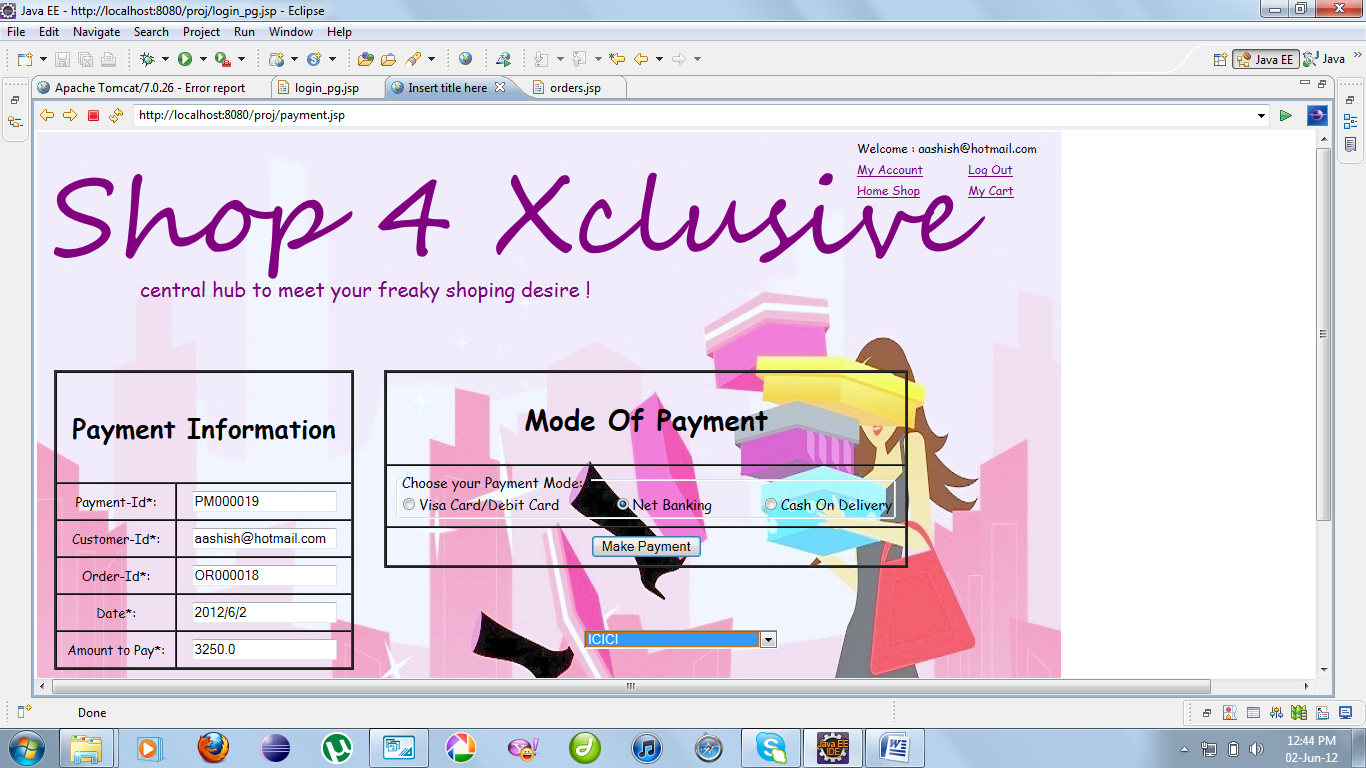 Java EE - http://localhost:8080/proj/login_pg.jsp - Eclipse
File Edit Navigate Search Project Run Window Help
Java EE Java
Apache Tomcat/7.0.26 - Error report login_pg.jsp Insert title here orders.jsp
http://localhost:8080/proj/payment.jsp
Welcome : aashish@hotmail.com
My Account Log Out
Home Shop My Cart
Shop 4 Xclusive
central hub to meet your freaky shoping desire !
Payment Information
Payment-Id*: PM000019
Customer-Id*: aashish@hotmail.com
Order-Id*: OR000018
Date*: 2012/6/2
Amount to Pay*: 3250.0
Mode Of Payment
Choose your Payment Mode:
Visa Card/Debit Card Net Banking Cash On Delivery
Make Payment
ICICI
Done
Java EE
IDE
12:44 PM
02-Jun-12